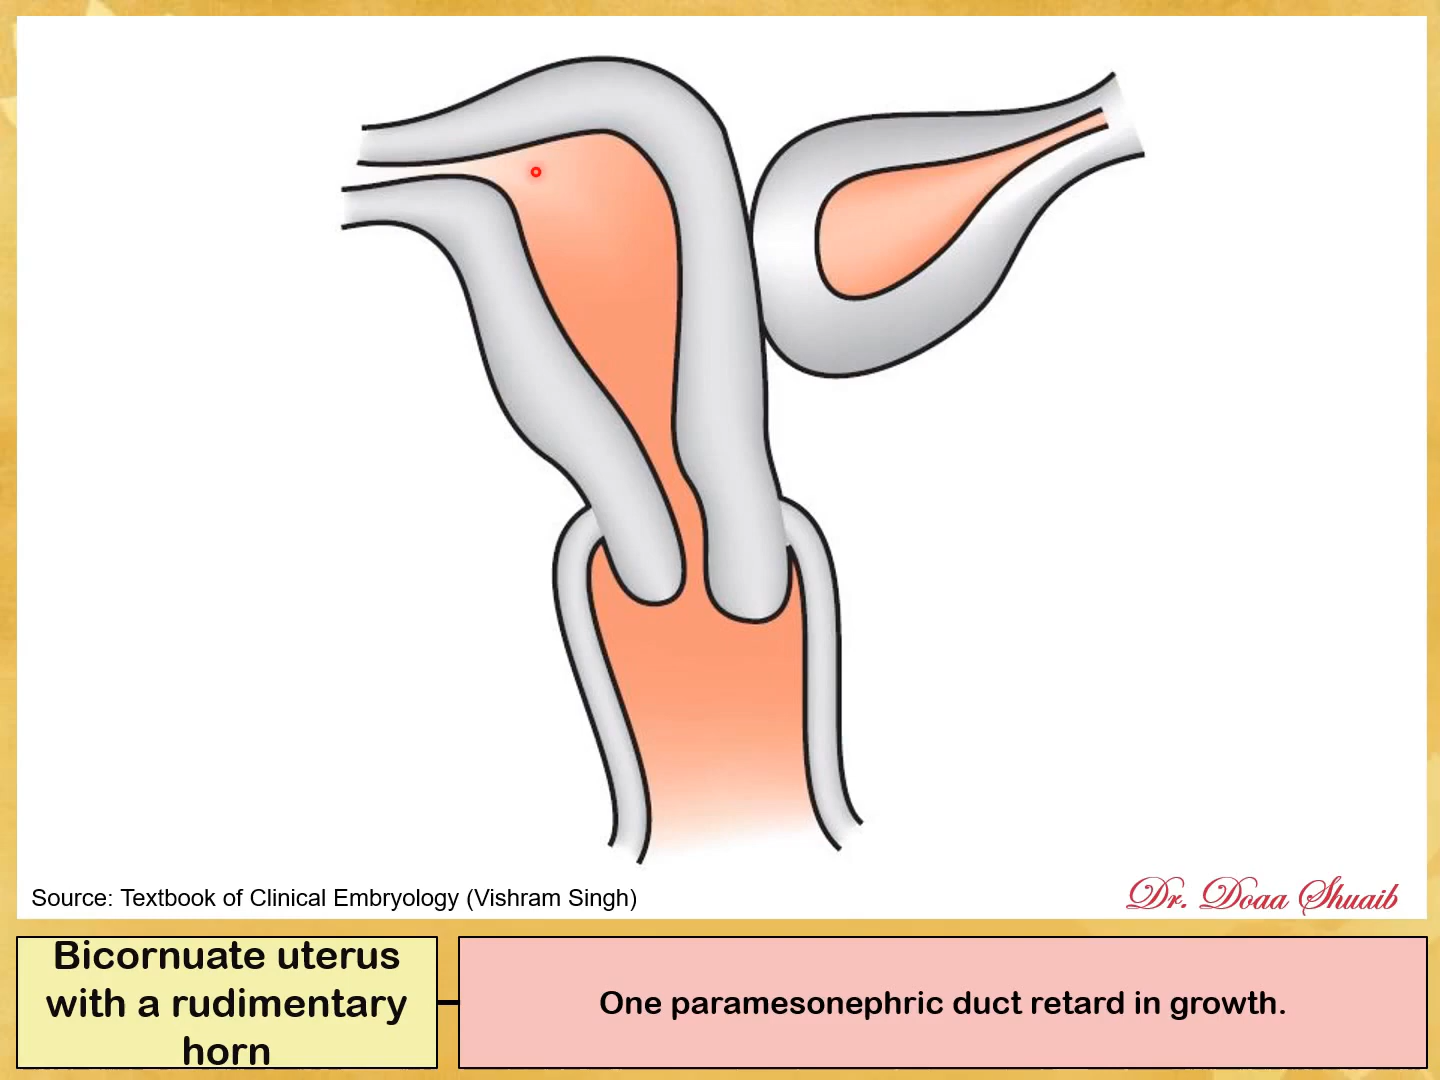 Source: Textbook of Clinical Embryology (Vishram Singh)
Dr. Doaa Shuaib
Bicornuate uterus
with a rudimentary
horn
One paramesonephric duct retard in growth.